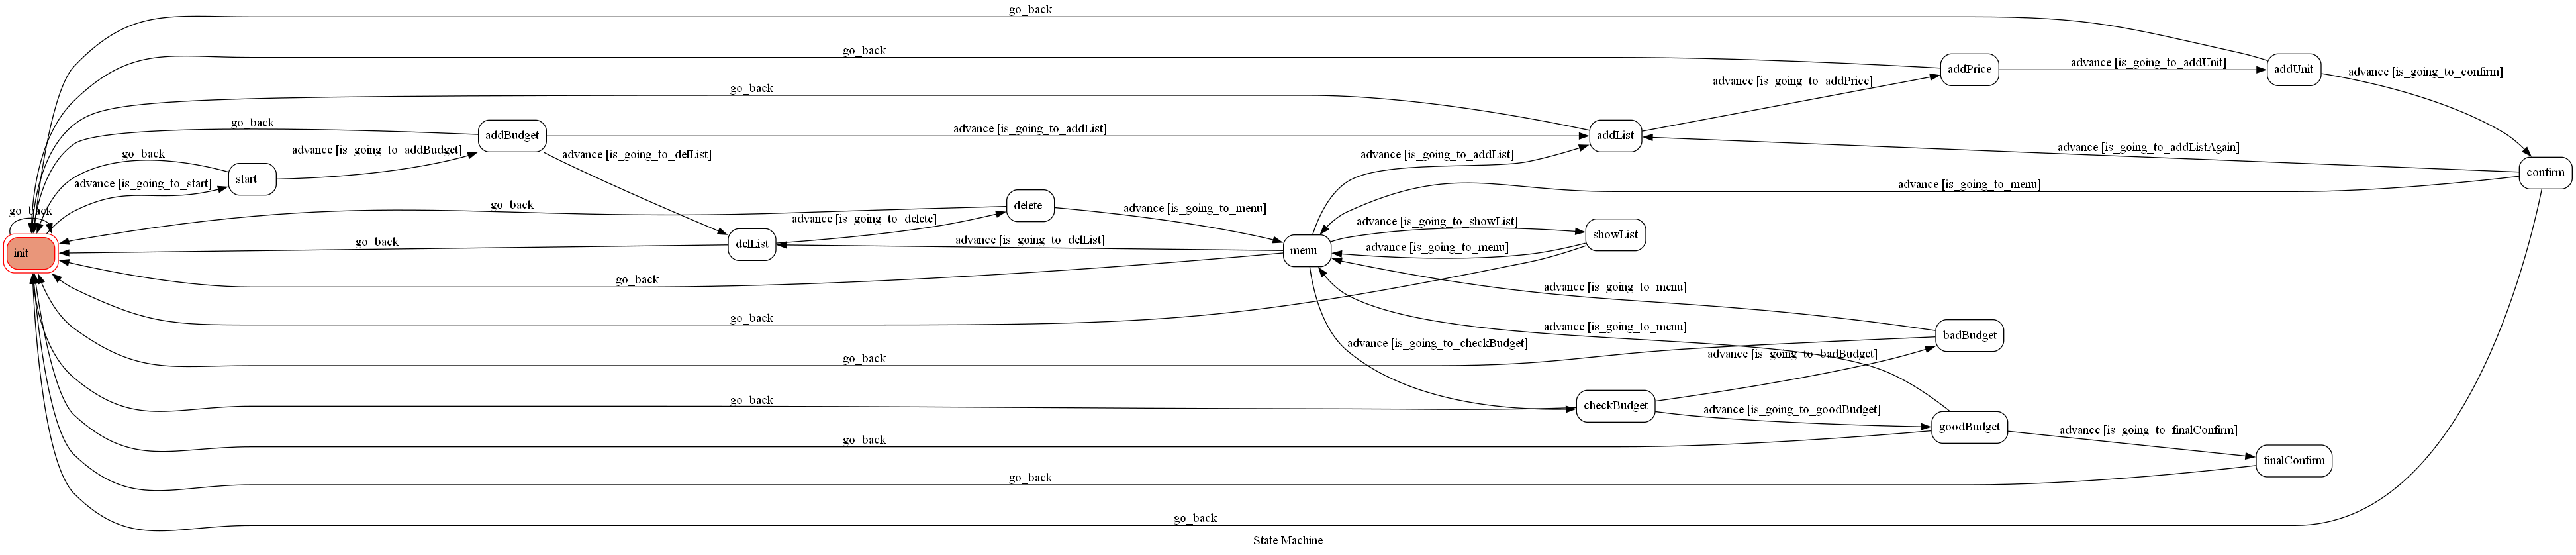 go_back
go_back
advance [is_going_to_addUnit]
addPrice
addUnit
advance [is_going_to_confirm]
advance [is_going_to_addPrice]
go_back
go_back
addBudget
advance [is_going_to_addList]
addList
advance [is_going_to_addListAgain]
go_back
advance [is_going_to_addBudget]
advance [is_going_to_delList]
advance [is_going_to_addList]
start
confirm
advance [is_going_to_start]
advance [is_going_to_menu]
go_back
go_back
delete
advance [is_going_to_menu]
advance [is_going_to_delete]
advance [is_going_to_showList]
showList
go_back
delList
advance [is_going_to_delList]
advance [is_going_to_menu]
init
menu
go_back
advance [is_going_to_menu]
go_back
advance [is_going_to_menu]
badBudget
advance [is_going_to_checkBudget]
go_back
advance [is_going_to_badBudget]
go_back
checkBudget
advance [is_going_to_goodBudget]
goodBudget
advance [is_going_to_finalConfirm]
go_back
finalConfirm
go_back
go_back
State Machine